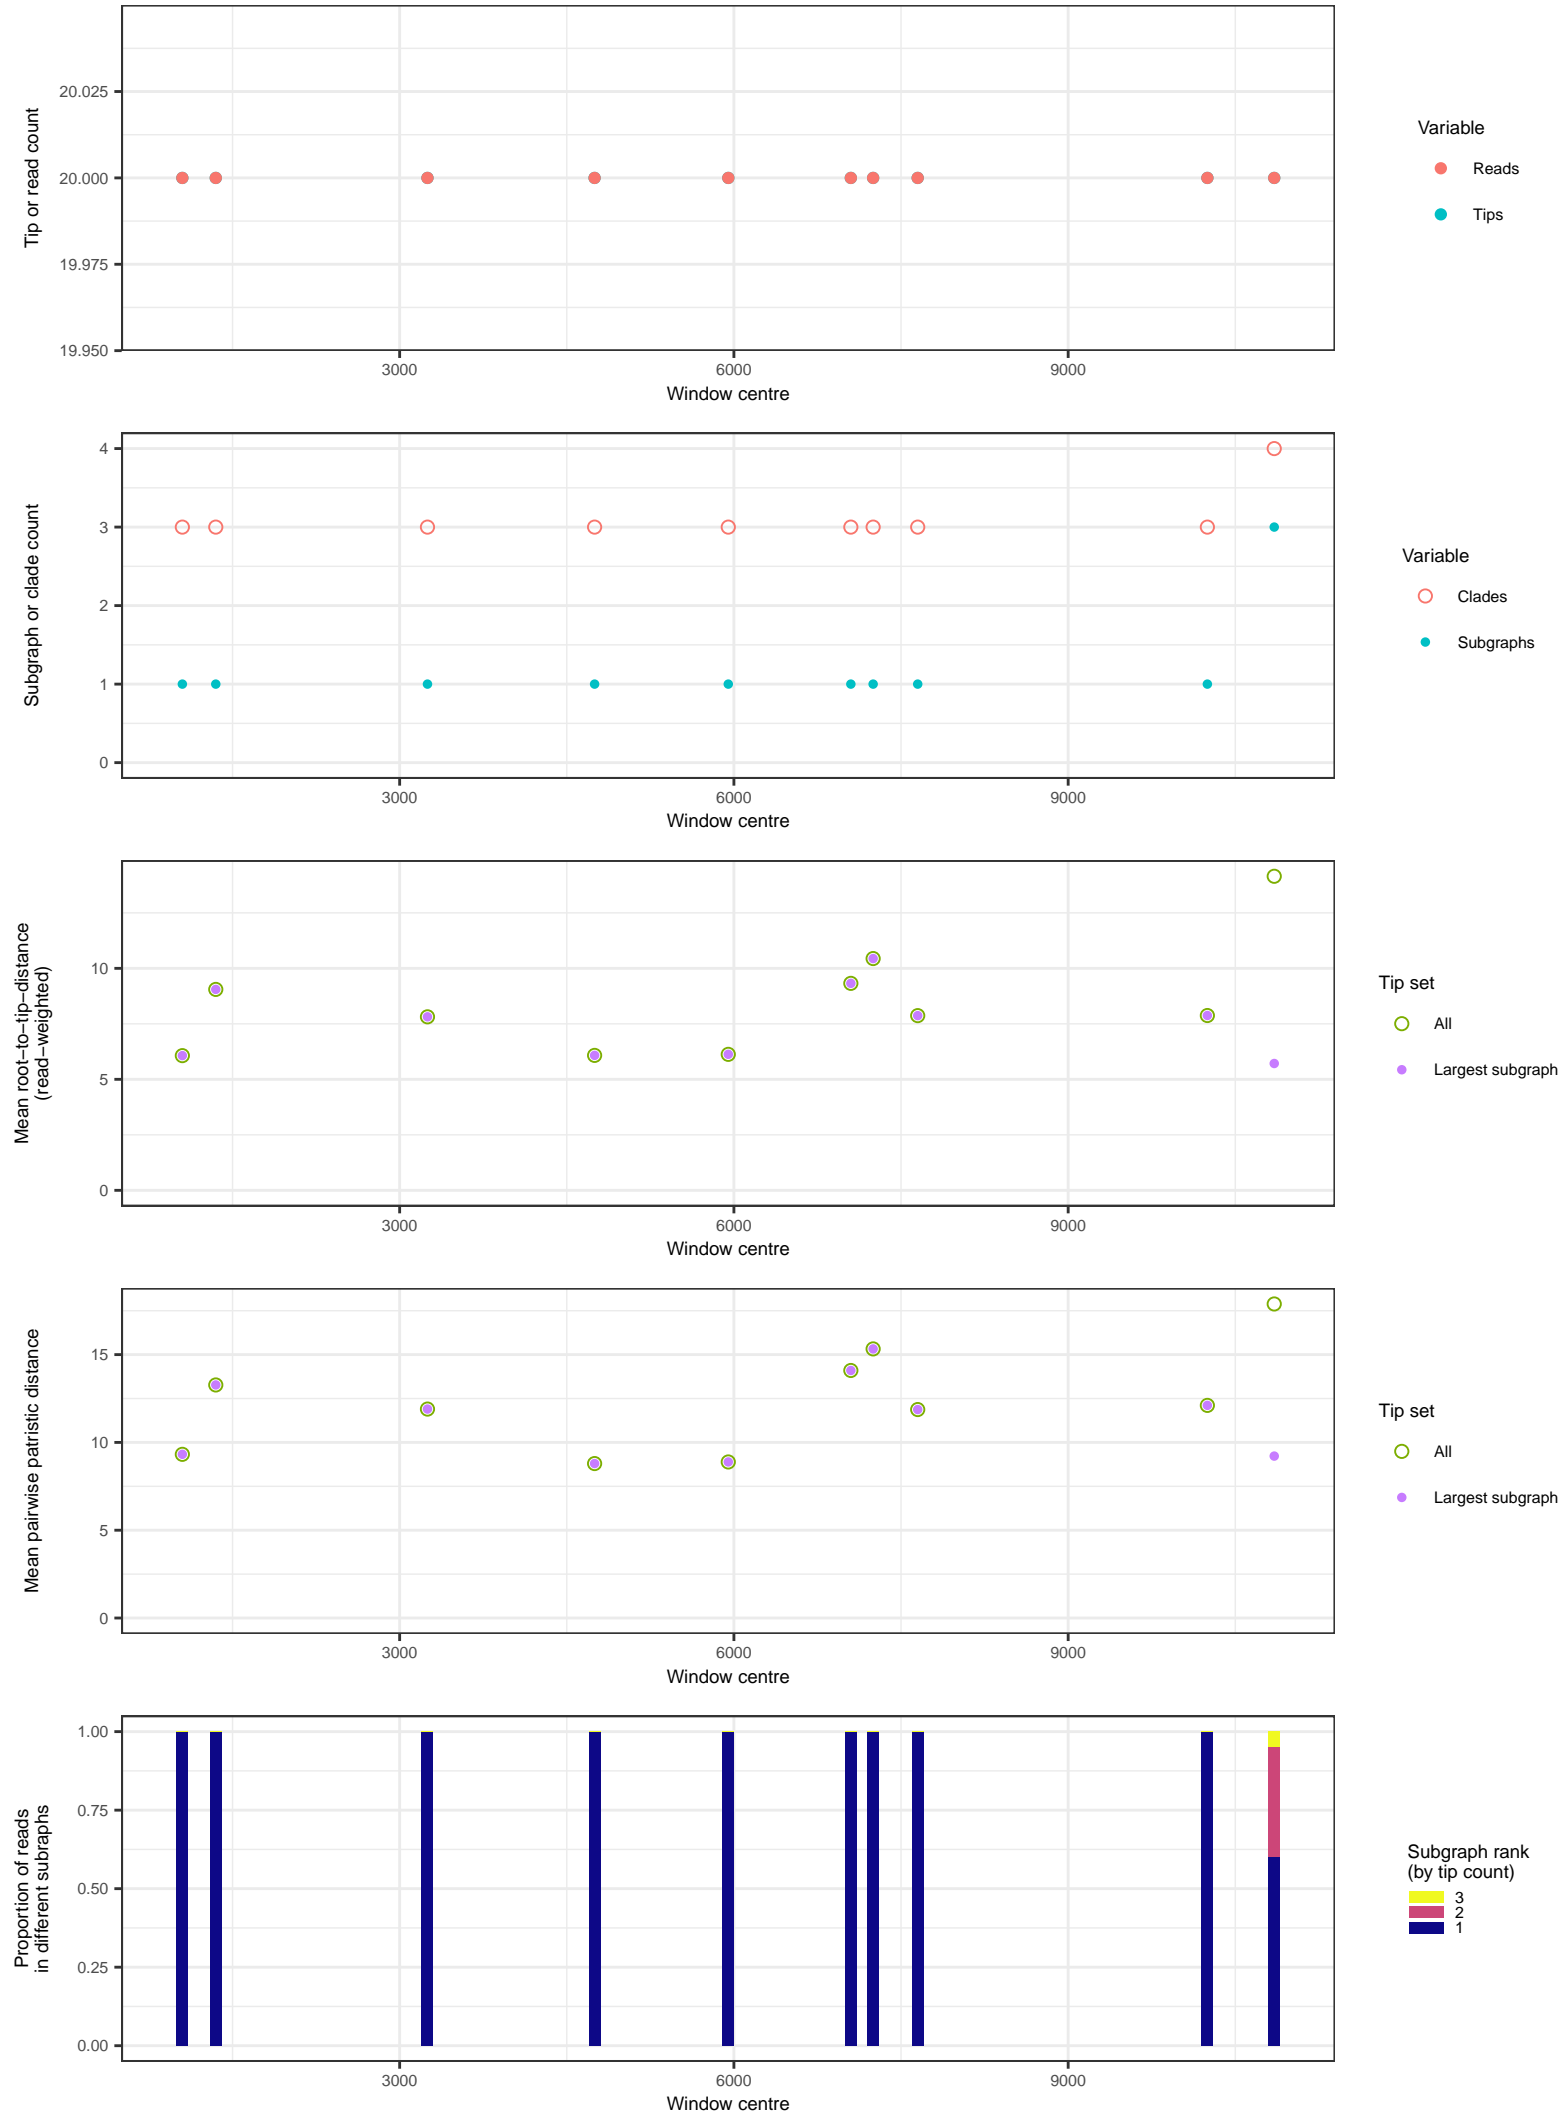 20.025
20.000
19.975
19.950
Tip or read count
3000 6000 9000
Window centre
Variable
Reads
Tips
4
3
2
1
0
Subgraph or clade count
3000 6000 9000
Window centre
Variable
Clades
Subgraphs
10
5
0
Mean root−to−tip−distance
(read−weighted)
3000 6000 9000
Window centre
Tip set
All
Largest subgraph
15
10
5
0
Mean pairwise patristic distance
3000 6000 9000
Window centre
Tip set
All
Largest subgraph
1.00
0.75
0.50
0.25
0.00
Proportion of reads
in different subraphs
3000 6000 9000
Window centre
Subgraph rank
(by tip count)
3
2
1